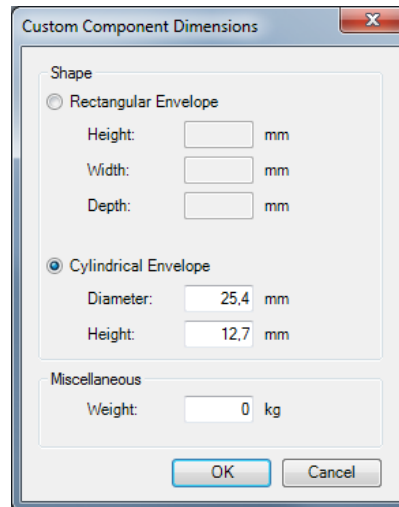 Custom Component Dimensions
Shape
Rectangular Envelope
Height: mm
Width: mm
Depth: mm
Cylindrical Envelope
Diameter: 25,4 mm
Height: 12,7 mm
Miscellaneous
Weight: 0 kg
OK Cancel